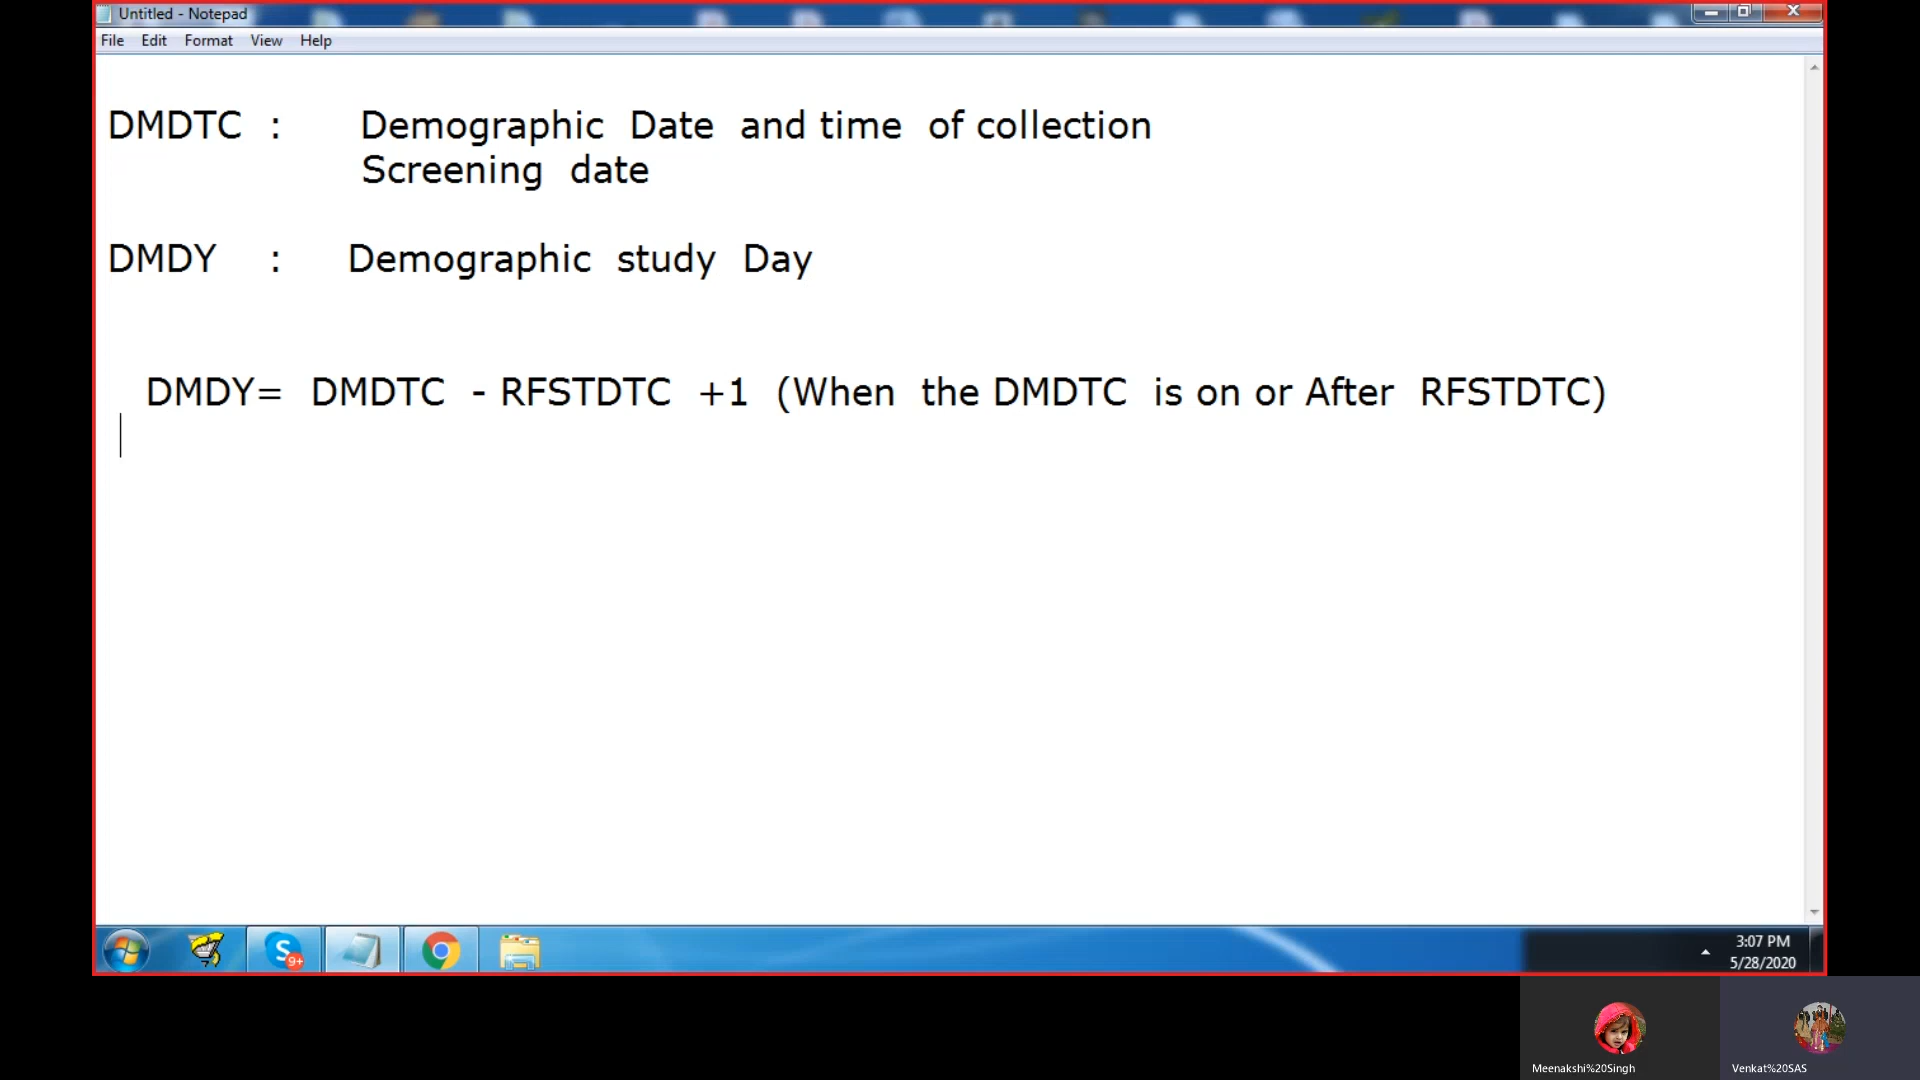 Untitled - Notepad
File Edit Format View Help
DMDTC : Demographic Date and time of collection
Screening date
DMDY : Demographic study Day
DMDY= DMDTC - RFSTDTC +1 (When the DMDTC is on or After RFSTDTC)
S 9+
3:07 PM
5/28/2020
Meenakshi%20Singh Venkat%20SAS